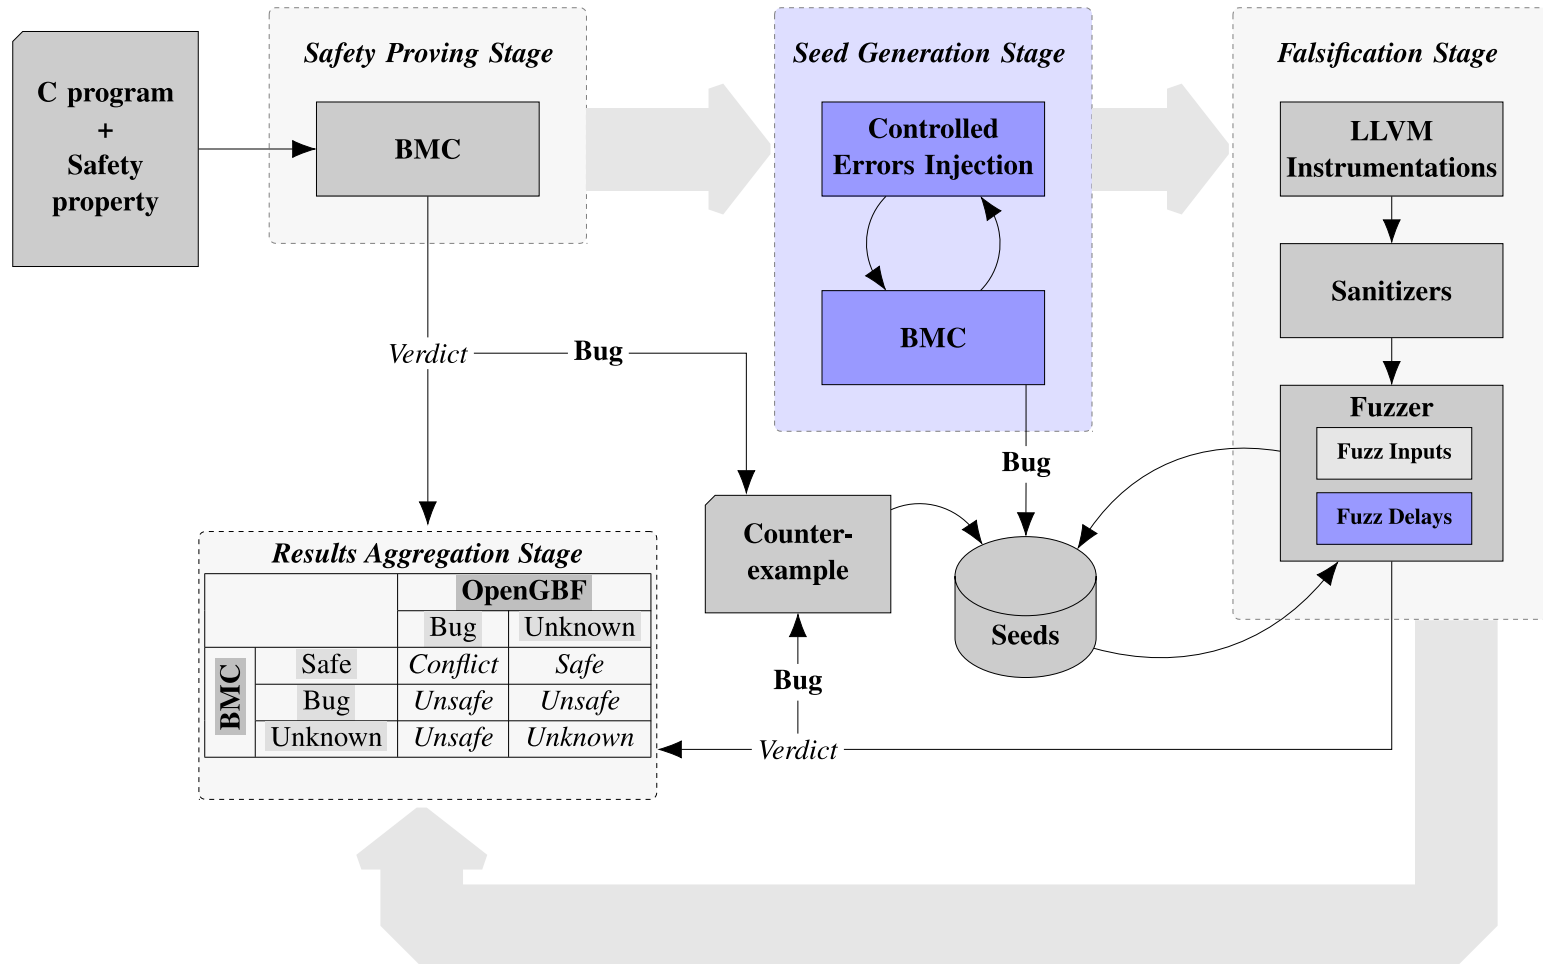 C program
+
Safety
property
Safety Proving Stage
BMC
Seed Generation Stage
Controlled
Errors Injection
BMC
Falsification Stage
LLVM
Instrumentations
Sanitizers
Fuzzer
Fuzz Inputs
Fuzz Delays
Verdict
Bug
Bug
Counter-
example
Seeds
Bug
Verdict
Results Aggregation Stage
OpenGBF
Bug Unknown
BMC
Safe Conflict Safe
Bug Unsafe Unsafe
Unknown Unsafe Unknown